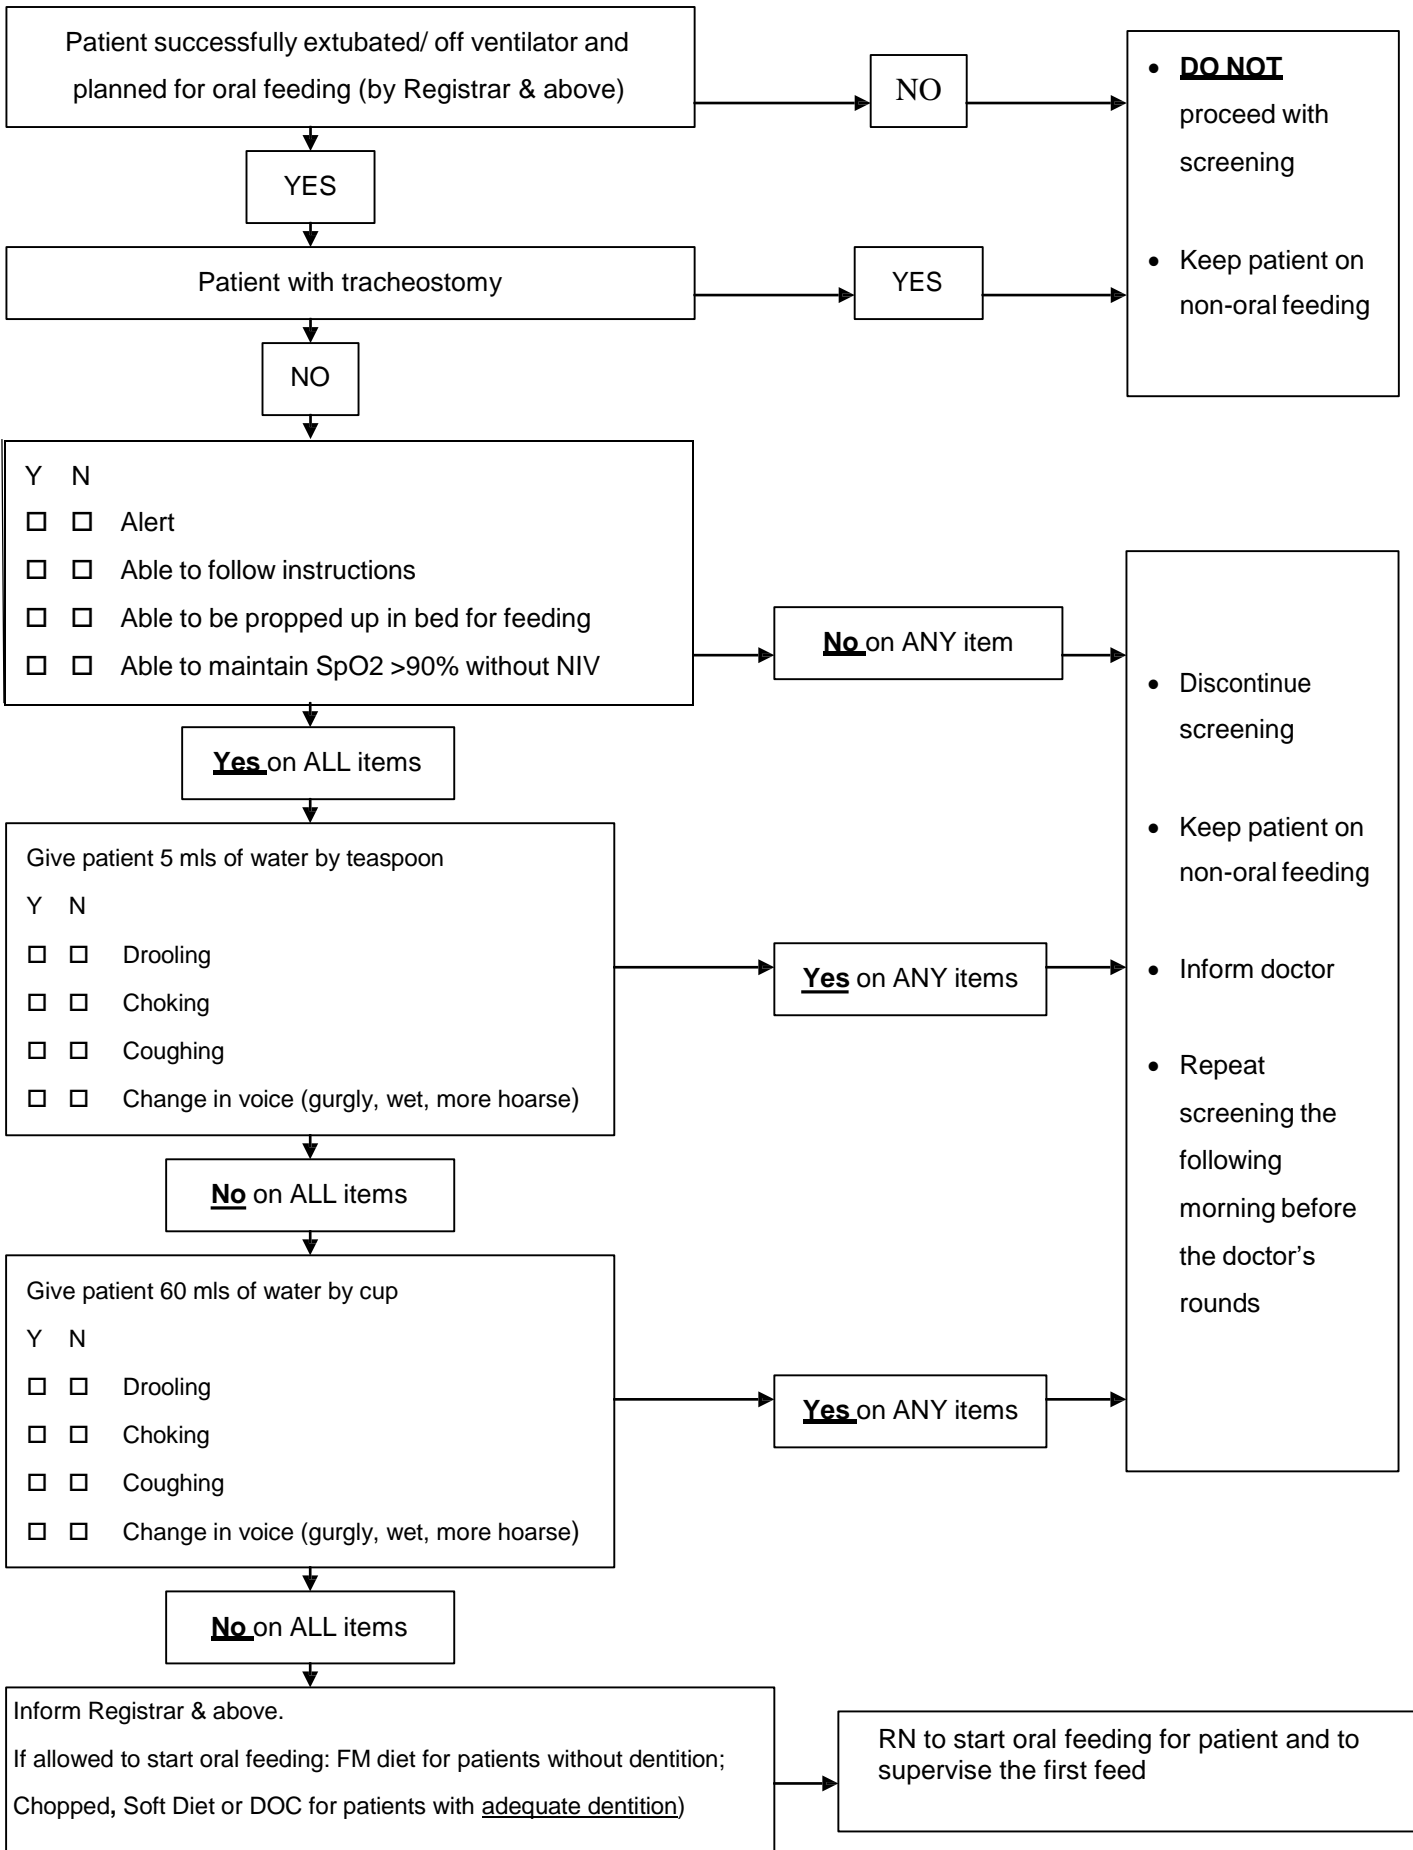 Patient successfully extubated/ off ventilator and
planned for oral feeding (by Registrar & above)
NO
• DO NOT
proceed with
screening
• Keep patient on
non-oral feeding
YES
Patient with tracheostomy
YES
NO
Y N
☐ ☐ Alert
☐ ☐ Able to follow instructions
☐ ☐ Able to be propped up in bed for feeding
☐ ☐ Able to maintain SpO2 >90% without NIV
No on ANY item
• Discontinue
screening
• Keep patient on
non-oral feeding
• Inform doctor
• Repeat
screening the
following
morning before
the doctor’s
rounds
Yes on ALL items
Give patient 5 mls of water by teaspoon
Y N
☐ ☐ Drooling
☐ ☐ Choking
☐ ☐ Coughing
☐ ☐ Change in voice (gurgly, wet, more hoarse)
Yes on ANY items
No on ALL items
Give patient 60 mls of water by cup
Y N
☐ ☐ Drooling
☐ ☐ Choking
☐ ☐ Coughing
☐ ☐ Change in voice (gurgly, wet, more hoarse)
Yes on ANY items
No on ALL items
Inform Registrar & above.
If allowed to start oral feeding: FM diet for patients without dentition;
Chopped, Soft Diet or DOC for patients with adequate dentition)
RN to start oral feeding for patient and to
supervise the first feed